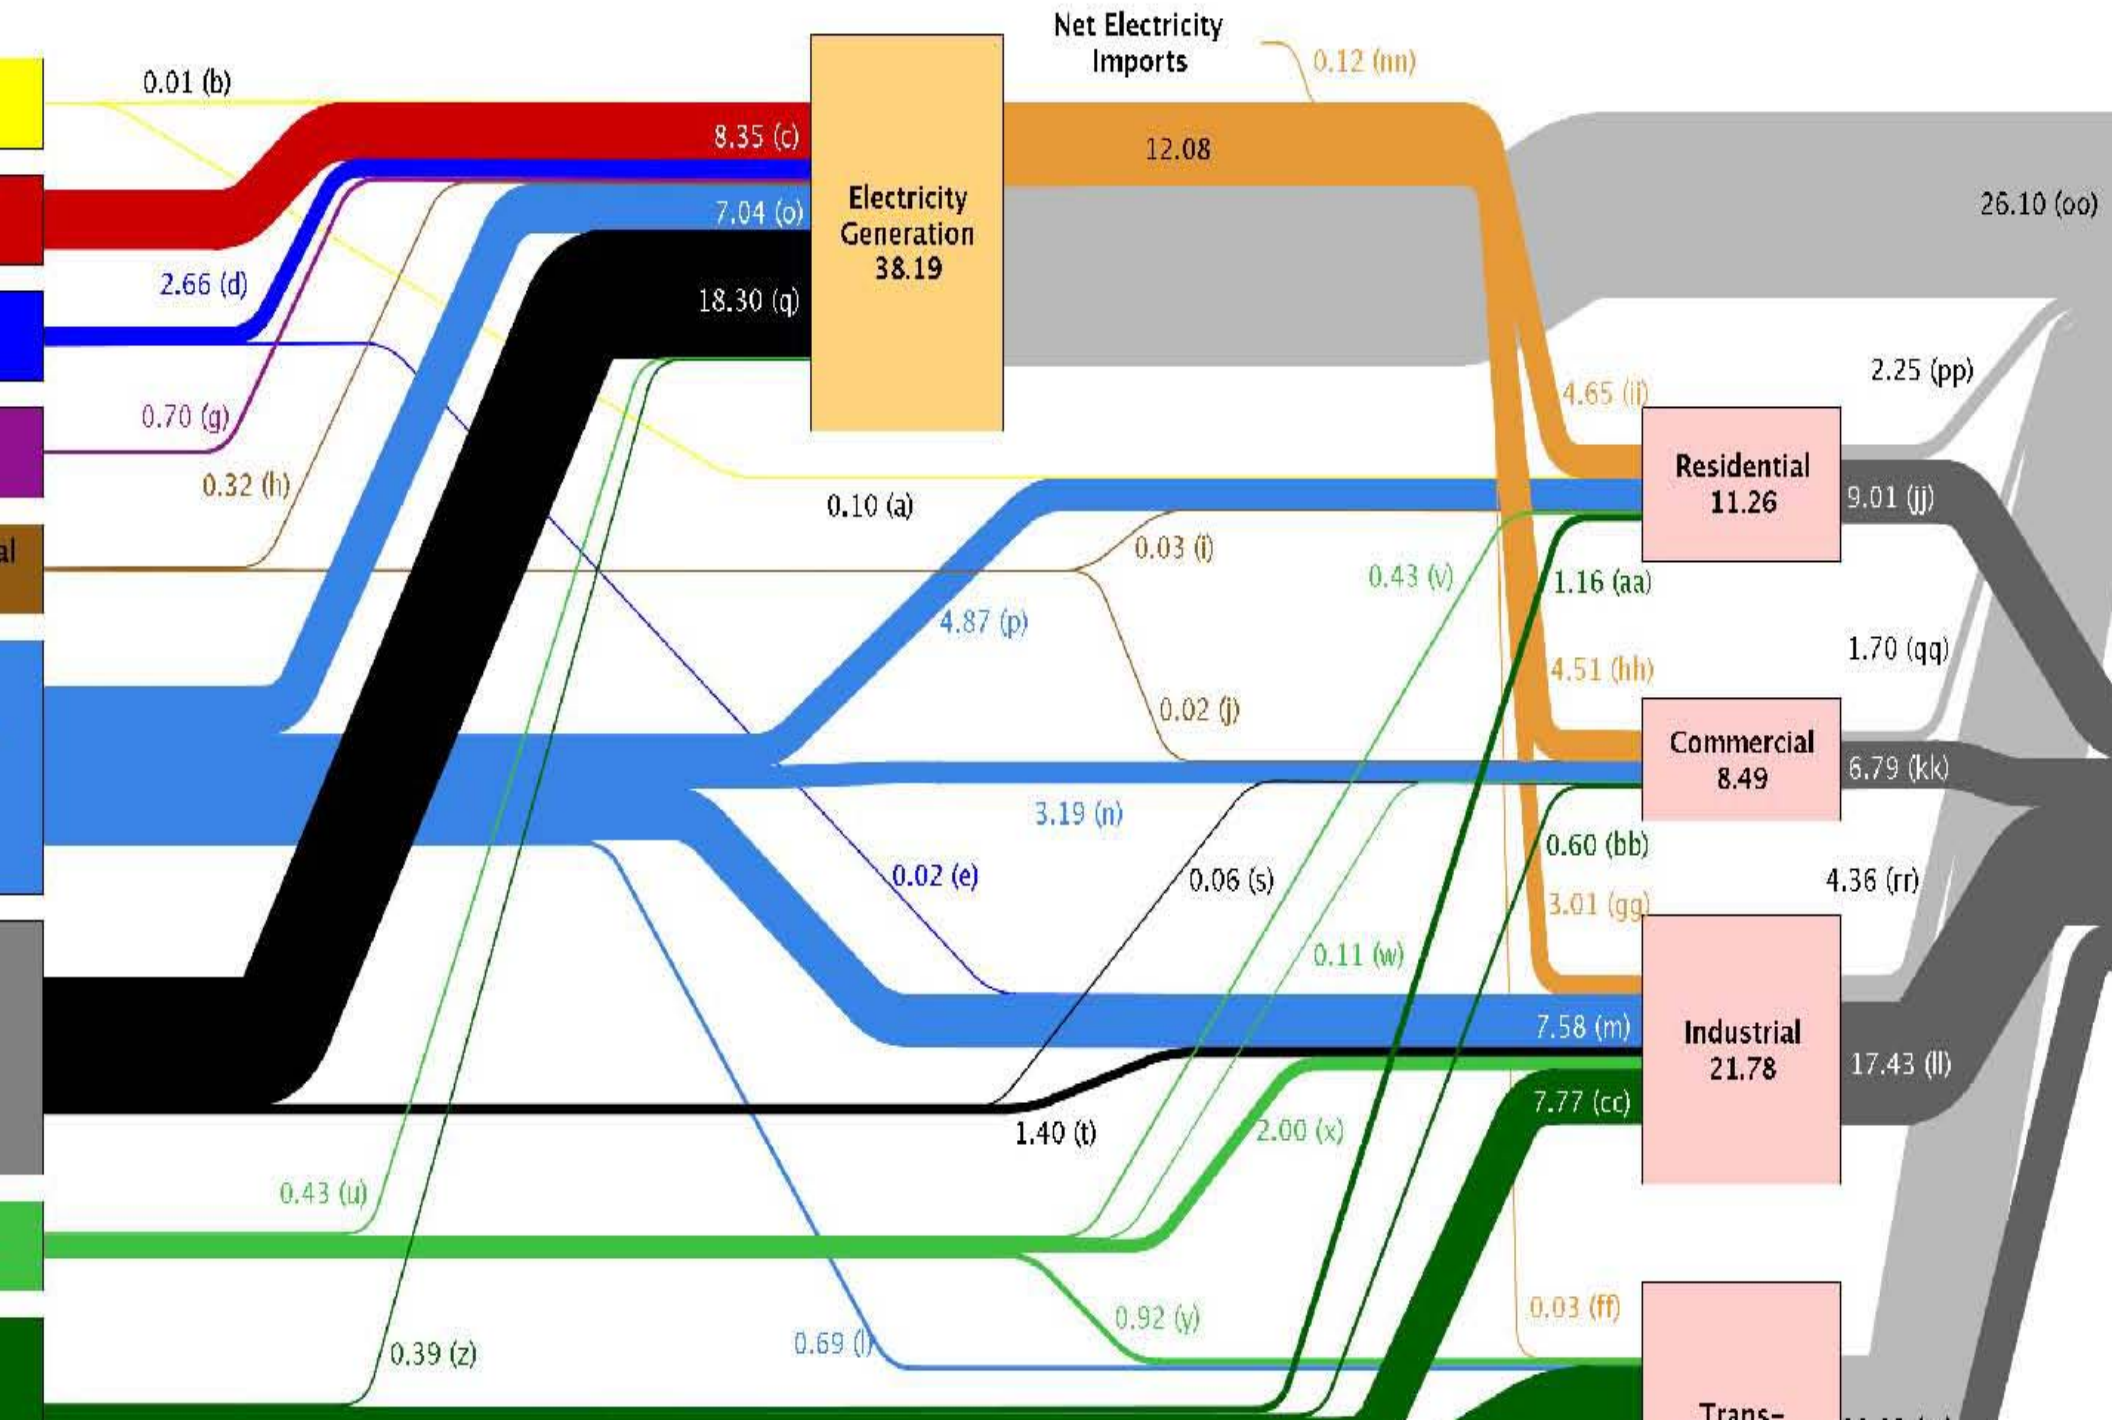 Net Electricity
Imports
0.12 (nn)
0.01 (b)
8.35 (c)
12.08
Electricity
Generation
38.19
7.04 (o)
26.10 (oo)
2.66 (d)
18.30 (q)
2.25 (pp)
4.65 (ii)
0.70 (g)
Residential
11.26
0.32 (h)
0.10 (a)
9.01 (jj)
al
0.03 (i)
0.43 (v)
1.16 (aa)
4.87 (p)
1.70 (qq)
4.51 (hh)
0.02 (j)
Commercial
8.49
6.79 (kk)
3.19 (n)
0.60 (bb)
0.02 (e)
0.06 (s)
4.36 (rr)
3.01 (gg)
0.11 (w)
7.58 (m)
Industrial
21.78
17.43 (ll)
7.77 (cc)
1.40 (t)
2.00 (x)
0.43 (u)
0.03 (ff)
0.92 (y)
0.69 (l)
0.39 (z)
Trans-